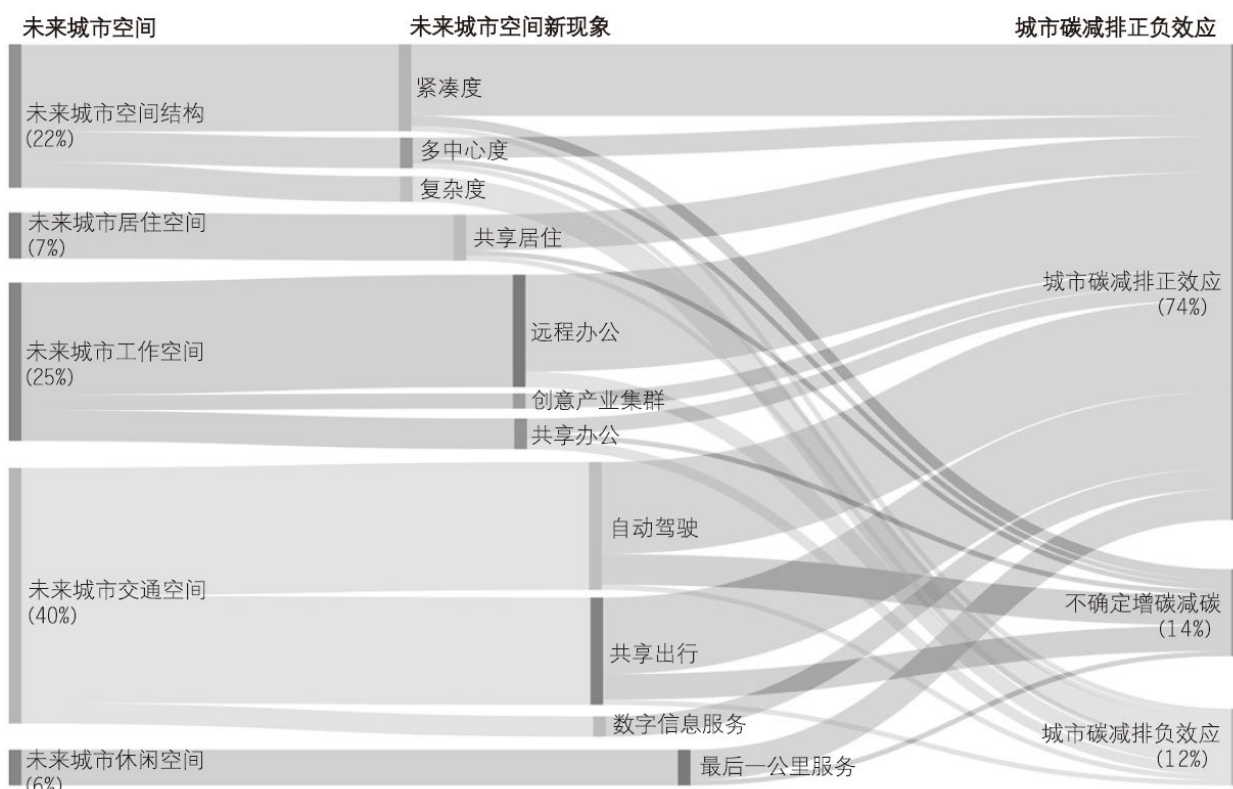 未来城市空间
未来城市空间新现象
城市碳减排正负效应
未来城市空间结构
(22%)
未来城市居住空间
(7%)
未来城市工作空间
(25%)
未来城市交通空间
(40%)
未来城市休闲空间
(6%)
紧凑度
多中心度
复杂度
共享居住
远程办公
创意产业集群
共享办公
自动驾驶
共享出行
数字信息服务
最后一公里服务
城市碳减排正效应
(74%)
不确定增碳减碳
(14%)
城市碳减排负效应
(12%)